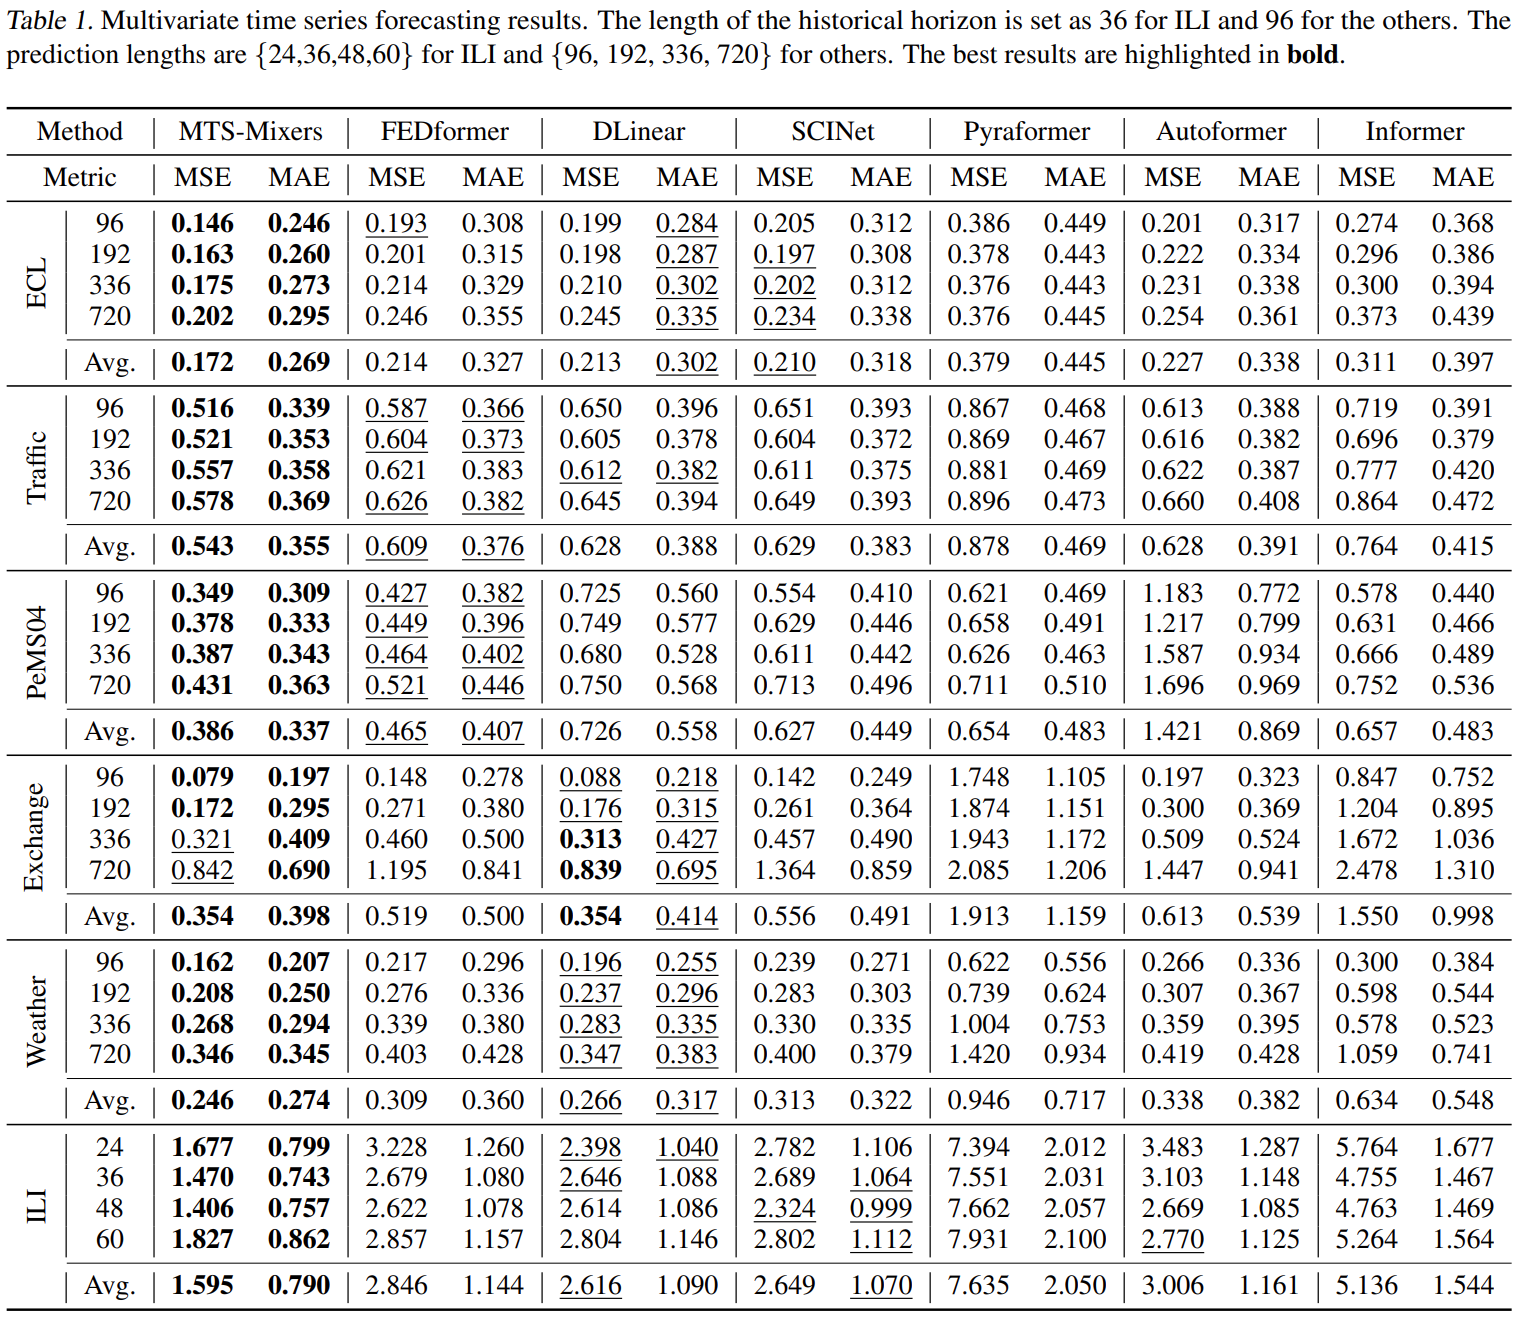 Table 1. Multivariate time series forecasting results. The length of the historical horizon is set as 36 for ILI and 96 for the others. The
prediction lengths are {24,36,48,60} for ILI and {96, 192, 336, 720} for others. The best results are highlighted in bold.
Method MTS-Mixers FEDformer DLinear SCINet Pyraformer Autoformer Informer
Metric MSE MAE MSE MAE MSE MAE MSE MAE MSE MAE MSE MAE MSE MAE
ECL
96 0.146 0.246 0.193 0.308 0.199 0.284 0.205 0.312 0.386 0.449 0.201 0.317 0.274 0.368
192 0.163 0.260 0.201 0.315 0.198 0.287 0.197 0.308 0.378 0.443 0.222 0.334 0.296 0.386
336 0.175 0.273 0.214 0.329 0.210 0.302 0.202 0.312 0.376 0.443 0.231 0.338 0.300 0.394
720 0.202 0.295 0.246 0.355 0.245 0.335 0.234 0.338 0.376 0.445 0.254 0.361 0.373 0.439
Avg. 0.172 0.269 0.214 0.327 0.213 0.302 0.210 0.318 0.379 0.445 0.227 0.338 0.311 0.397
Traffic
96 0.516 0.339 0.587 0.366 0.650 0.396 0.651 0.393 0.867 0.468 0.613 0.388 0.719 0.391
192 0.521 0.353 0.604 0.373 0.605 0.378 0.604 0.372 0.869 0.467 0.616 0.382 0.696 0.379
336 0.557 0.358 0.621 0.383 0.612 0.382 0.611 0.375 0.881 0.469 0.622 0.387 0.777 0.420
720 0.578 0.369 0.626 0.382 0.645 0.394 0.649 0.393 0.896 0.473 0.660 0.408 0.864 0.472
Avg. 0.543 0.355 0.609 0.376 0.628 0.388 0.629 0.383 0.878 0.469 0.628 0.391 0.764 0.415
PeMS04
96 0.349 0.309 0.427 0.382 0.725 0.560 0.554 0.410 0.621 0.469 1.183 0.772 0.578 0.440
192 0.378 0.333 0.449 0.396 0.749 0.577 0.629 0.446 0.658 0.491 1.217 0.799 0.631 0.466
336 0.387 0.343 0.464 0.402 0.680 0.528 0.611 0.442 0.626 0.463 1.587 0.934 0.666 0.489
720 0.431 0.363 0.521 0.446 0.750 0.568 0.713 0.496 0.711 0.510 1.696 0.969 0.752 0.536
Avg. 0.386 0.337 0.465 0.407 0.726 0.558 0.627 0.449 0.654 0.483 1.421 0.869 0.657 0.483
Exchange
96 0.079 0.197 0.148 0.278 0.088 0.218 0.142 0.249 1.748 1.105 0.197 0.323 0.847 0.752
192 0.172 0.295 0.271 0.380 0.176 0.315 0.261 0.364 1.874 1.151 0.300 0.369 1.204 0.895
336 0.321 0.409 0.460 0.500 0.313 0.427 0.457 0.490 1.943 1.172 0.509 0.524 1.672 1.036
720 0.842 0.690 1.195 0.841 0.839 0.695 1.364 0.859 2.085 1.206 1.447 0.941 2.478 1.310
Avg. 0.354 0.398 0.519 0.500 0.354 0.414 0.556 0.491 1.913 1.159 0.613 0.539 1.550 0.998
Weather
96 0.162 0.207 0.217 0.296 0.196 0.255 0.239 0.271 0.622 0.556 0.266 0.336 0.300 0.384
192 0.208 0.250 0.276 0.336 0.237 0.296 0.283 0.303 0.739 0.624 0.307 0.367 0.598 0.544
336 0.268 0.294 0.339 0.380 0.283 0.335 0.330 0.335 1.004 0.753 0.359 0.395 0.578 0.523
720 0.346 0.345 0.403 0.428 0.347 0.383 0.400 0.379 1.420 0.934 0.419 0.428 1.059 0.741
Avg. 0.246 0.274 0.309 0.360 0.266 0.317 0.313 0.322 0.946 0.717 0.338 0.382 0.634 0.548
ILI
24 1.677 0.799 3.228 1.260 2.398 1.040 2.782 1.106 7.394 2.012 3.483 1.287 5.764 1.677
36 1.470 0.743 2.679 1.080 2.646 1.088 2.689 1.064 7.551 2.031 3.103 1.148 4.755 1.467
48 1.406 0.757 2.622 1.078 2.614 1.086 2.324 0.999 7.662 2.057 2.669 1.085 4.763 1.469
60 1.827 0.862 2.857 1.157 2.804 1.146 2.802 1.112 7.931 2.100 2.770 1.125 5.264 1.564
Avg. 1.595 0.790 2.846 1.144 2.616 1.090 2.649 1.070 7.635 2.050 3.006 1.161 5.136 1.544